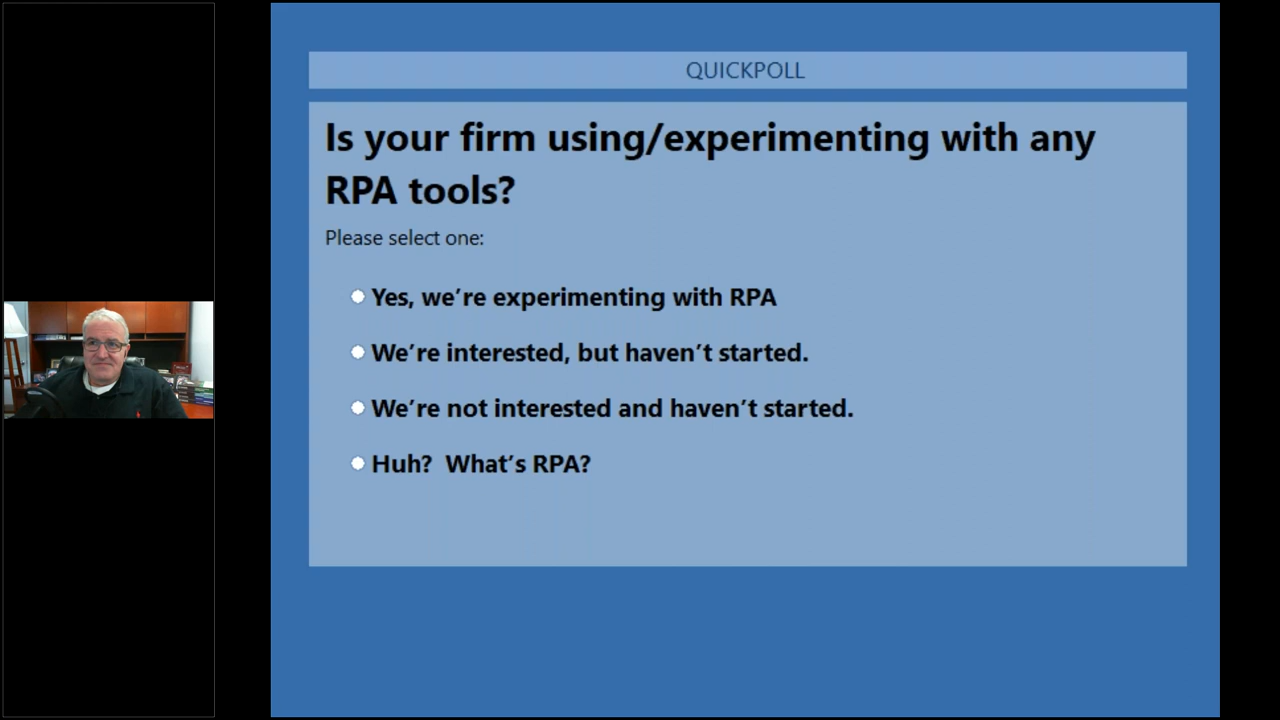 QUICKPOLL
Is your firm using/experimenting with any
RPA tools?
Please select one:
Yes, we’re experimenting with RPA
We’re interested, but haven’t started.
We’re not interested and haven’t started.
Huh?  What’s RPA?